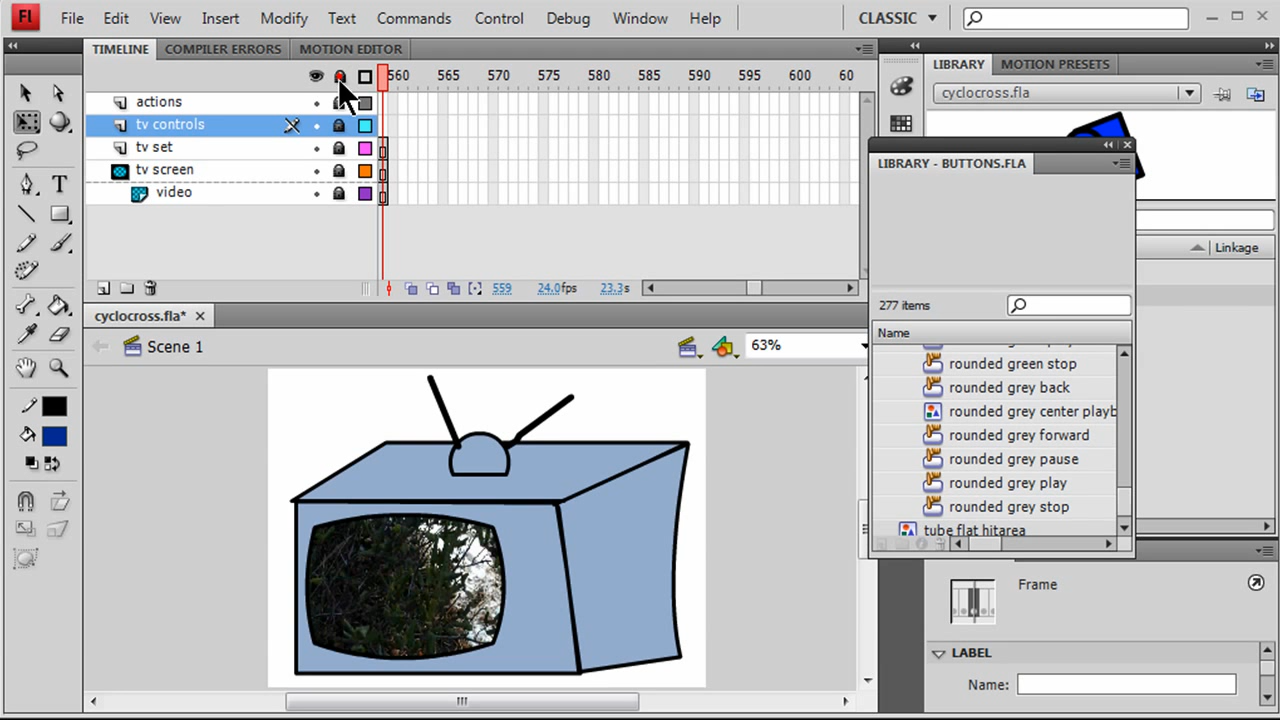 Fl File Edit View Insert Modify Text Commands Control Debug Window Help CLASSIC
TIMELINE COMPILER ERRORS MOTION EDITOR
LIBRARY MOTION PRESETS
560 565 570 575 580 585 590 595 600 60
cyclocross.fla
actions
tv controls
tv set
tv screen
video
LIBRARY - BUTTONS.FLA
Linkage
559 24.0fps 23.3s
277 items
Name
cyclocross.fla*
Scene 1
63%
rounded green stop
rounded grey back
rounded grey center playb
rounded grey forward
rounded grey pause
rounded grey play
rounded grey stop
tube flat hitarea
Frame
LABEL
Name: